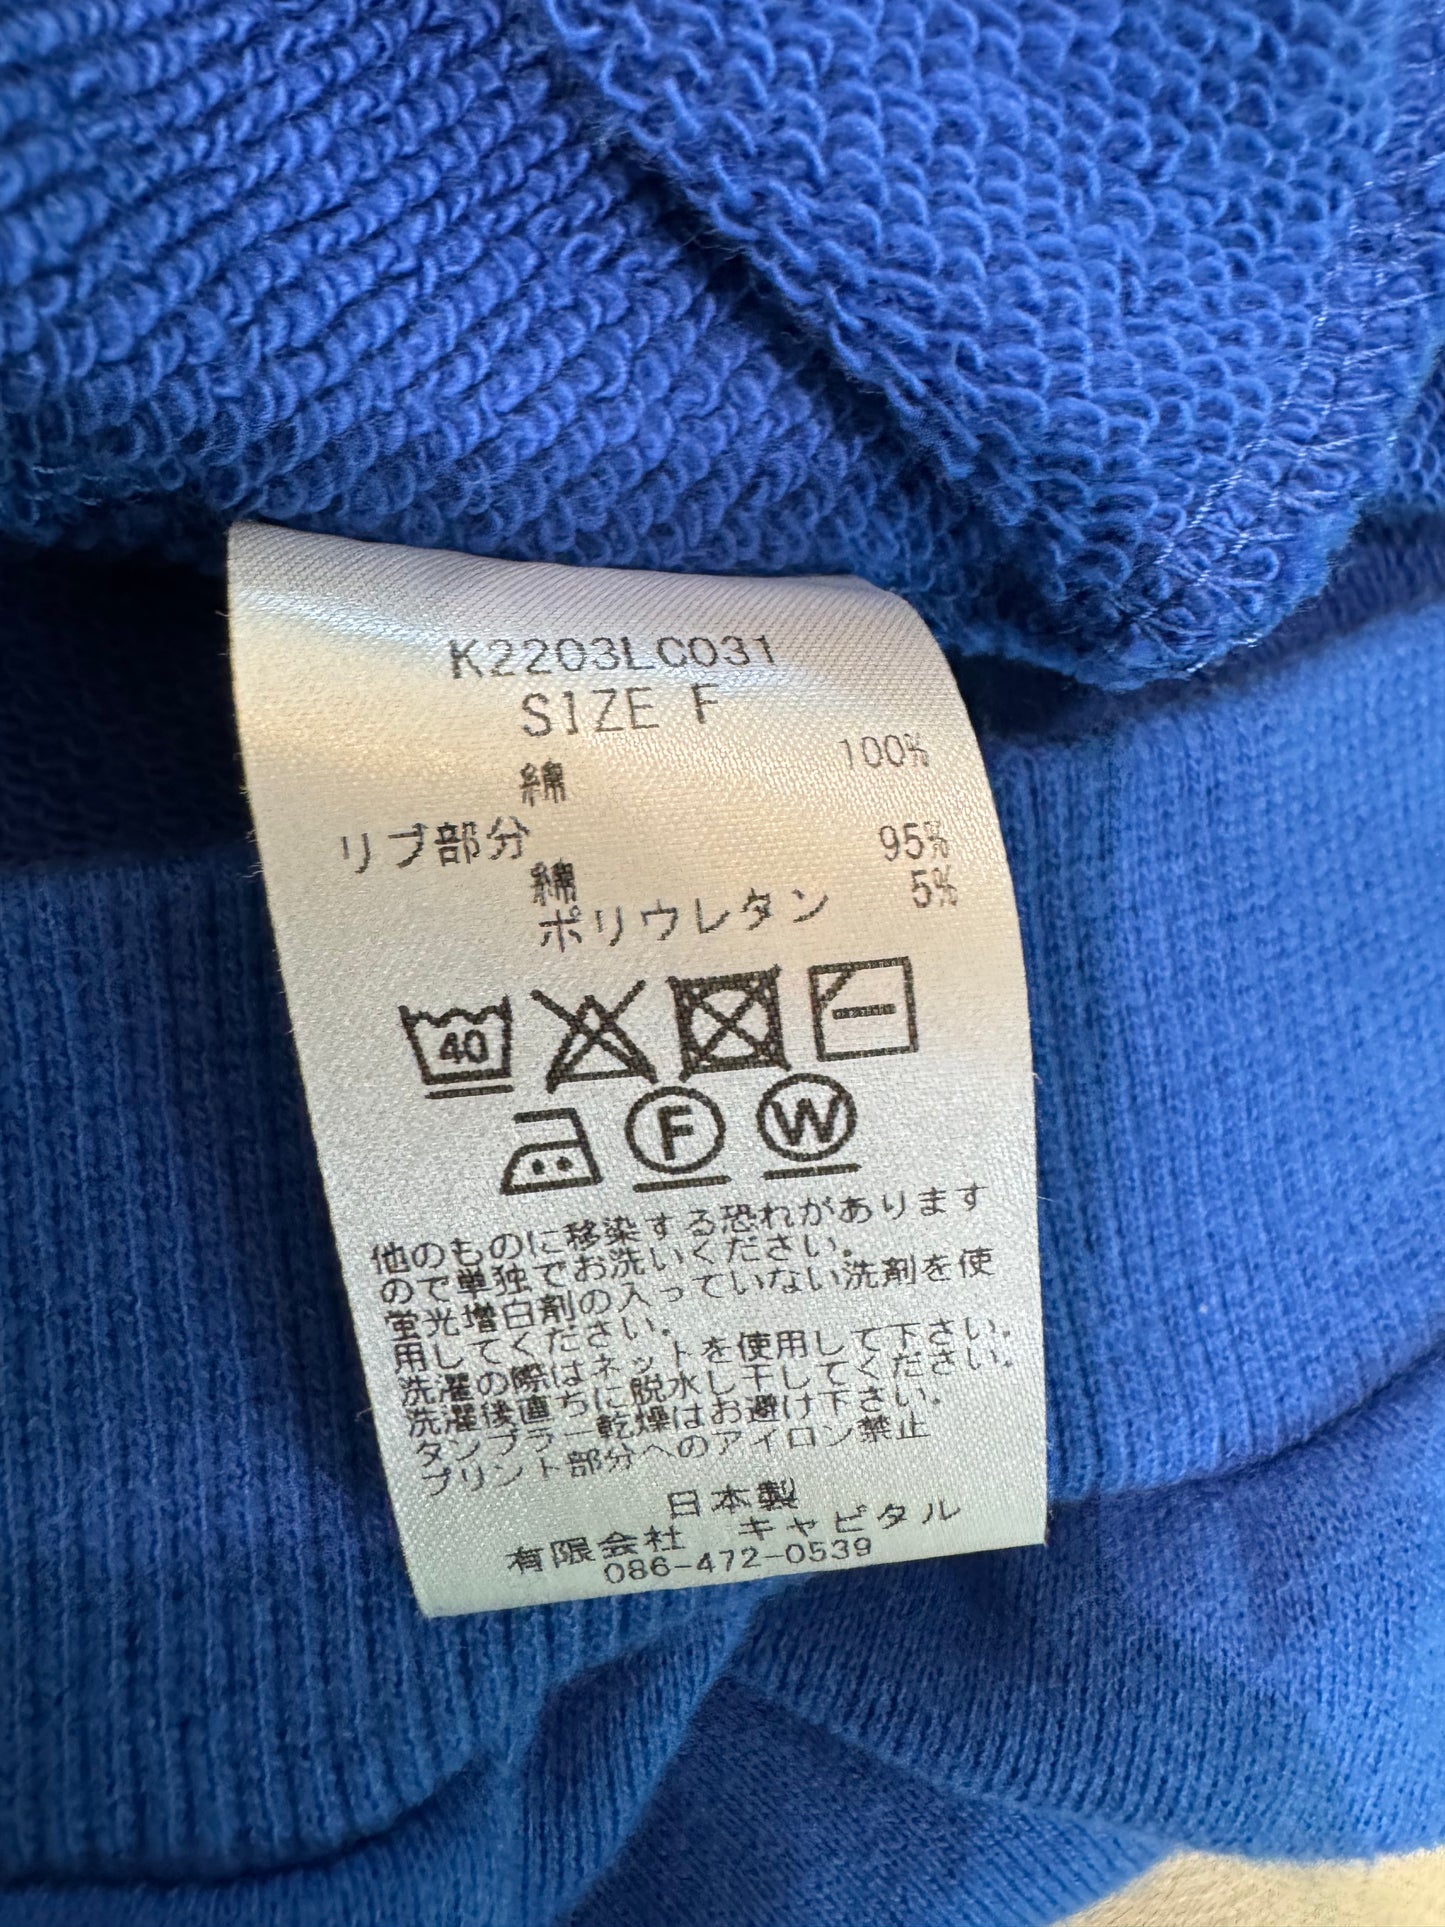 K2203LC031
SIZE F
綿 100%
リブ部分
綿 95%
ポリウレタン 5%
40
F W
他のものに移染する恐れがあります
ので単独でお洗いください。
蛍光増白剤の入っていない洗剤を使
用してください。
洗濯の際はネットを使用して下さい。
洗濯後直ちに脱水し干してください。
タンブラー乾燥はお避け下さい。
プリント部分へのアイロン禁止
日本製
有限会社 キャピタル
086-472-0539